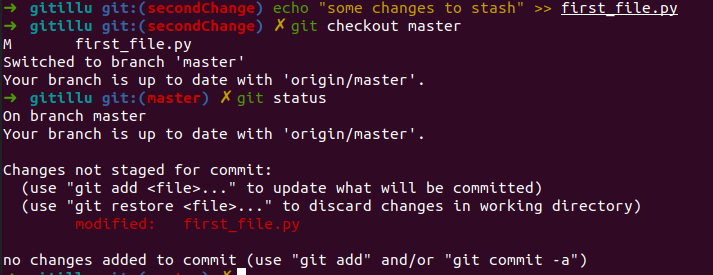 ➜ gitillu git:(secondChange) echo "some changes to stash" >> first_file.py
➜ gitillu git:(secondChange) ✗ git checkout master
M       first_file.py
Switched to branch 'master'
Your branch is up to date with 'origin/master'.
➜ gitillu git:(master) ✗ git status
On branch master
Your branch is up to date with 'origin/master'.

Changes not staged for commit:
  (use "git add <file>..." to update what will be committed)
  (use "git restore <file>..." to discard changes in working directory)
        modified:   first_file.py

no changes added to commit (use "git add" and/or "git commit -a")
➜ gitillu git:(master) ✗